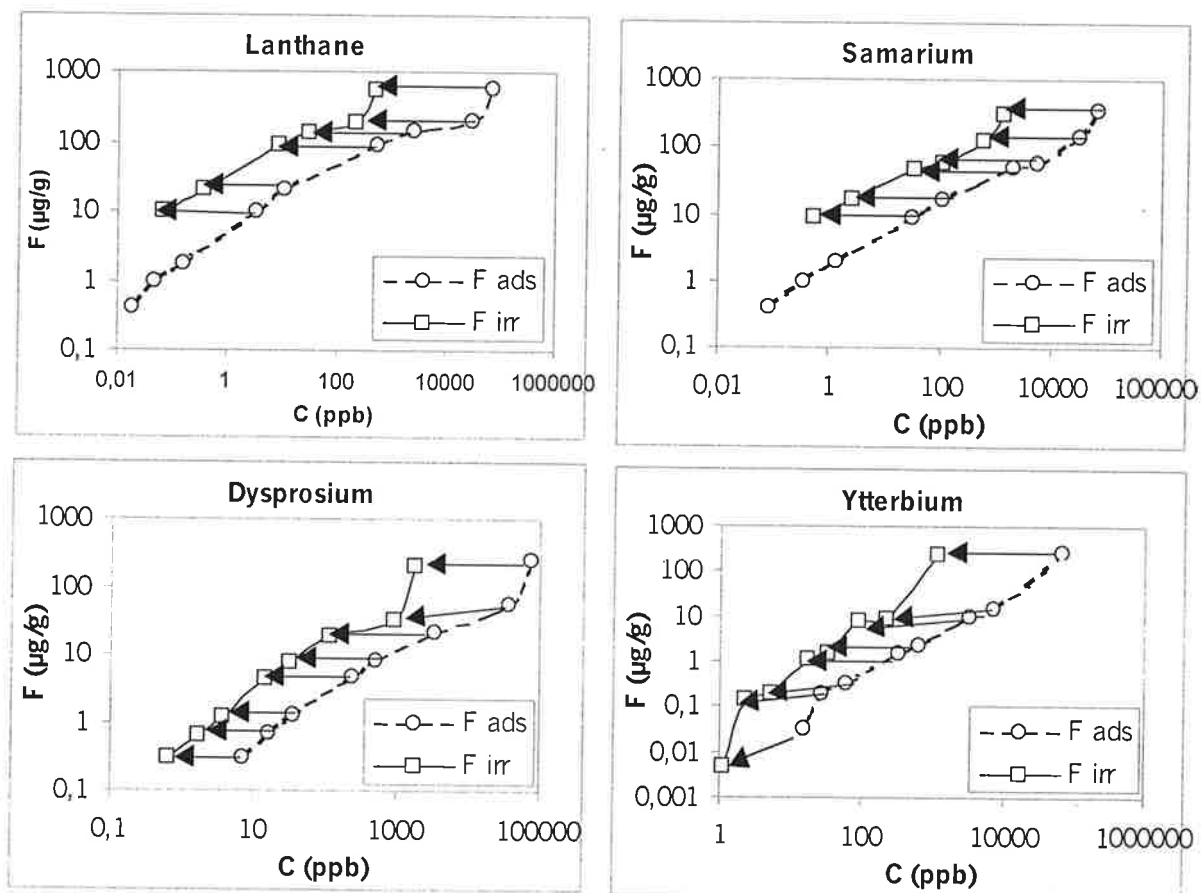 Lanthane
F (µg/g)
1000
100
10
1
0,1
F ads
F irr
0,01 1 100 10000 1000000
C (ppb)
Samarium
F (µg/g)
1000
100
10
1
0,1
F ads
F irr
0,01 1 100 10000 100000
C (ppb)
Dysprosium
F (µg/g)
1000
100
10
1
0,1
F ads
F irr
0,1 10 1000 100000
C (ppb)
Ytterbium
F (µg/g)
1000
100
10
1
0,1
0,01
0,001
F ads
F irr
1 100 10000 1000000
C (ppb)